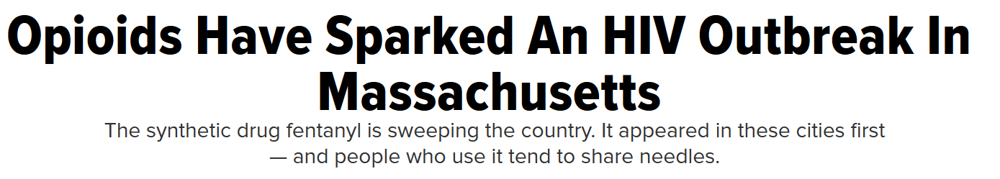 Opioids Have Sparked An HIV Outbreak In
Massachusetts
The synthetic drug fentanyl is sweeping the country. It appeared in these cities first
— and people who use it tend to share needles.